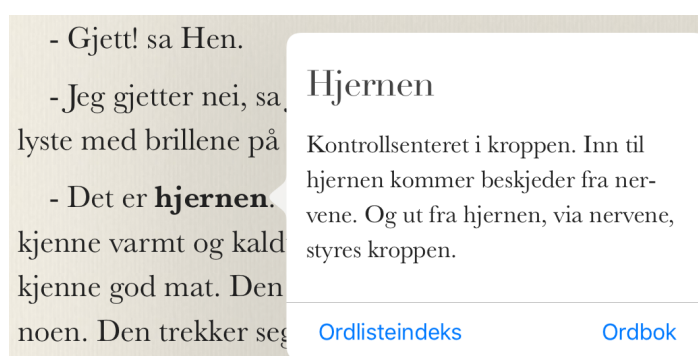 - Gjett! sa Hen.
- Jeg gjetter nei, sa
lyste med brillene på
- Det er hjernen.
kjenne varmt og kald
kjenne god mat. Den
noen. Den trekker seg
Hjernen
Kontrollsenteret i kroppen. Inn til
hjernen kommer beskjeder fra ner-
vene. Og ut fra hjernen, via nervene,
styres kroppen.
Ordlisteindeks
Ordbok